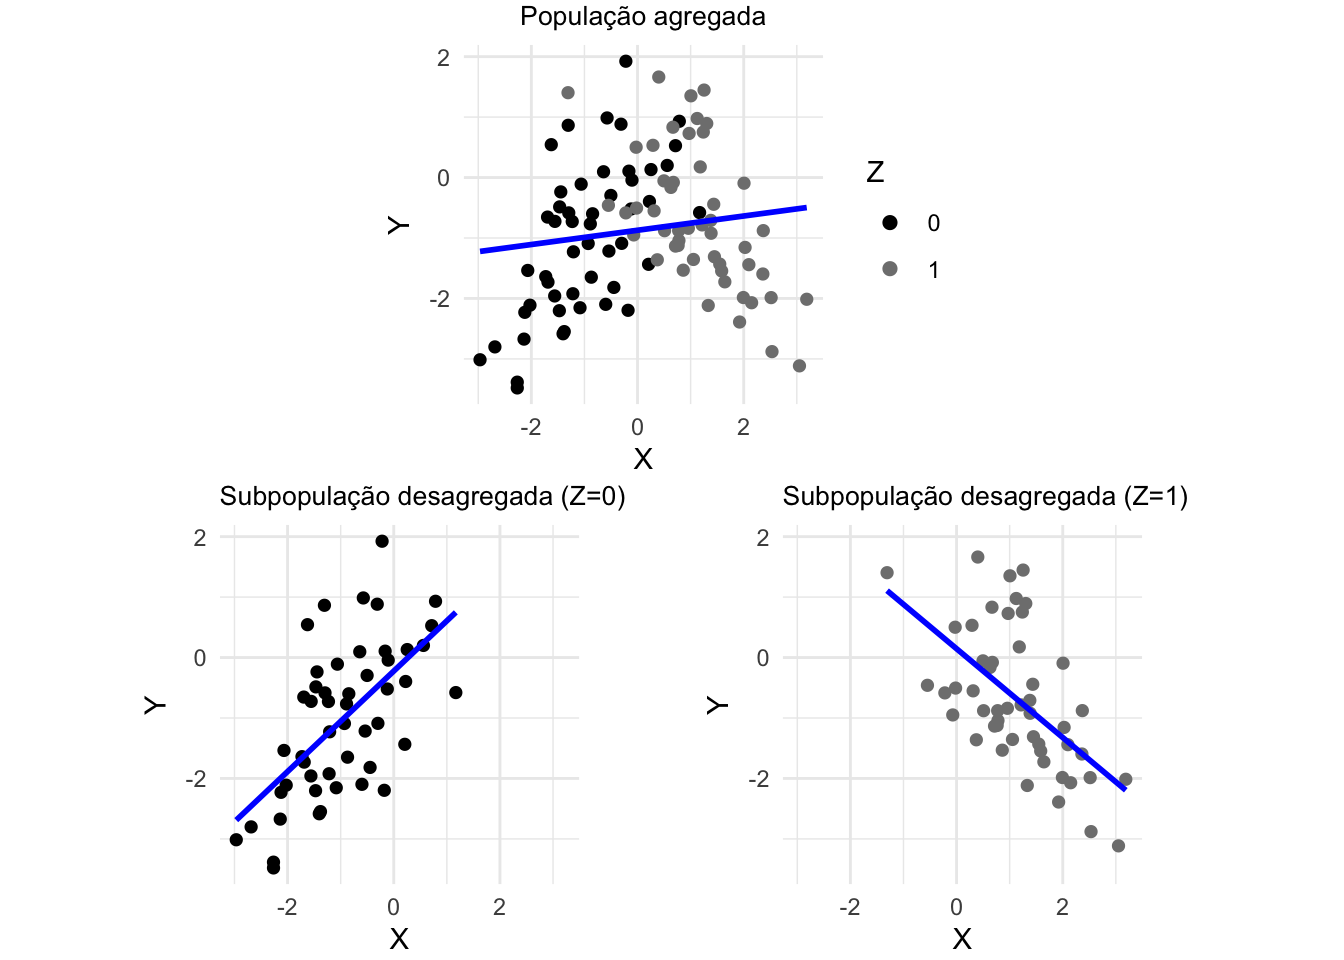 População agregada
2
0
-2
Y
-2 0 2
X
Z
0
1
Subpopulação desagregada (Z=0)
2
0
-2
Y
-2 0 2
X
Subpopulação desagregada (Z=1)
2
0
-2
Y
-2 0 2
X